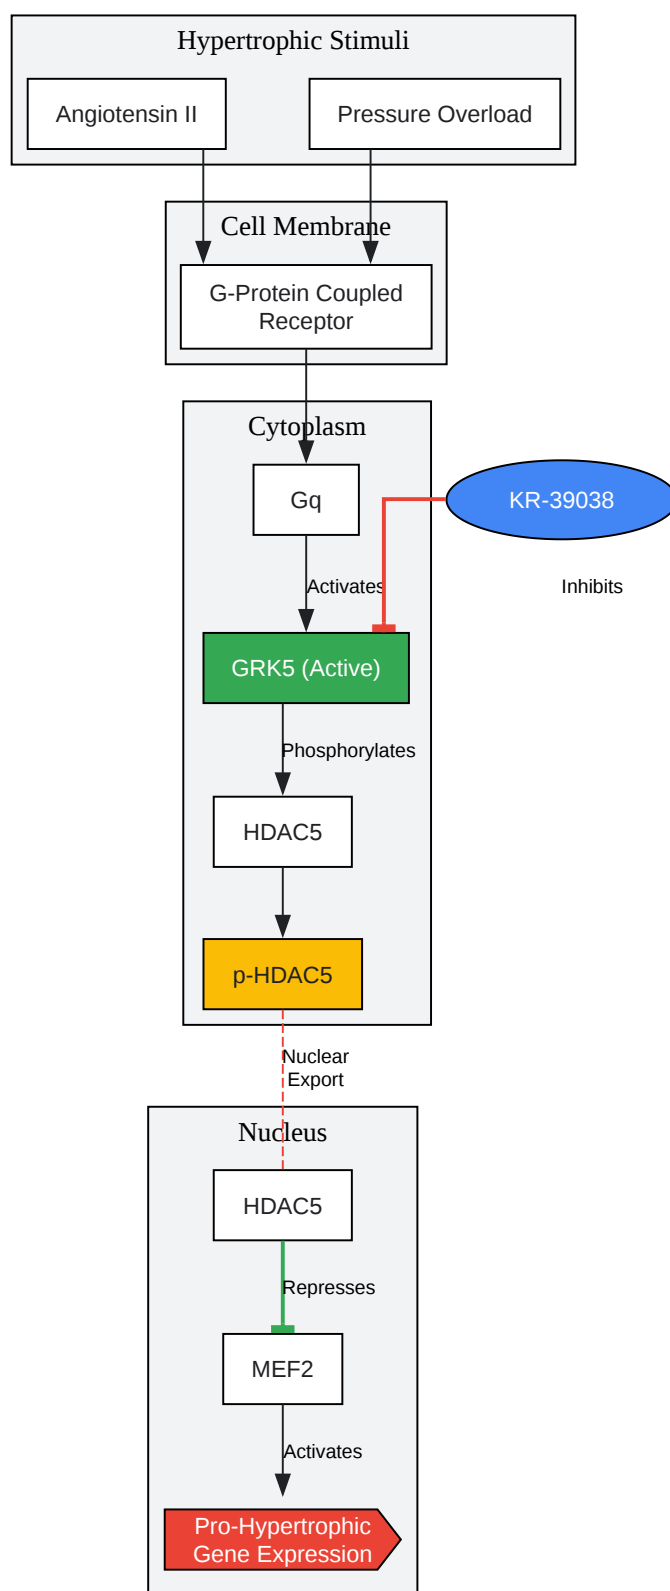 Hypertrophic Stimuli
Angiotensin II
Pressure Overload
Cell Membrane
G-Protein Coupled
Receptor
Cytoplasm
Gq
KR-39038
Activates
Inhibits
GRK5 (Active)
Phosphorylates
HDAC5
p-HDAC5
Nuclear
Export
Nucleus
HDAC5
Represses
MEF2
Activates
Pro-Hypertrophic
Gene Expression